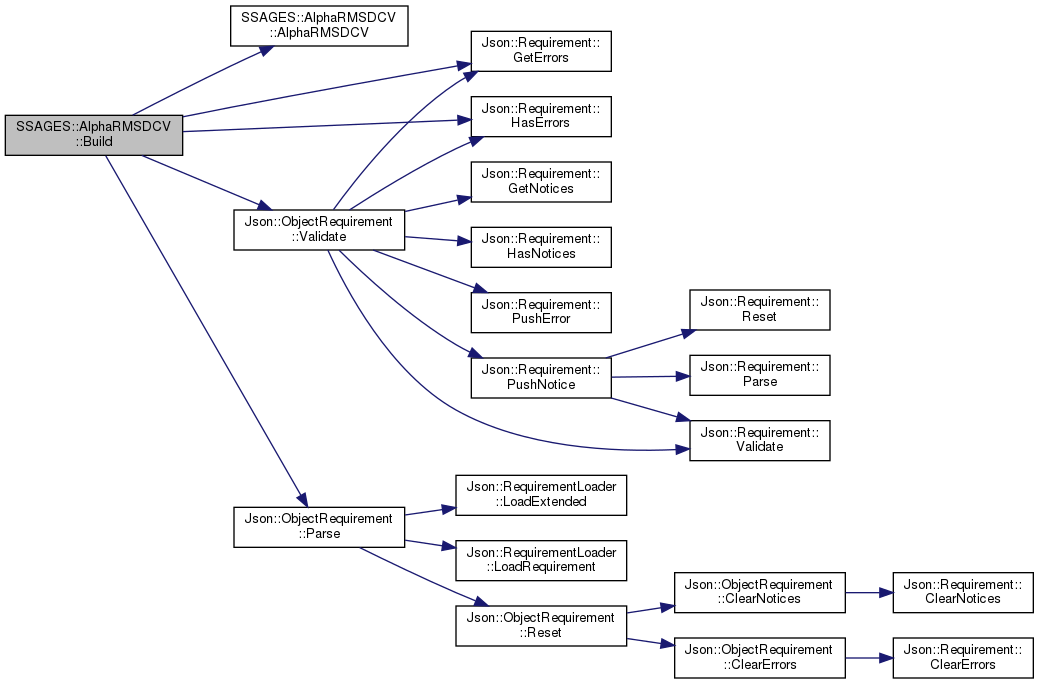 SSAGES::AlphaRMSDCV
::AlphaRMSDCV
Json::Requirement::
GetErrors
Json::Requirement::
HasErrors
SSAGES::AlphaRMSDCV
::Build
Json::Requirement::
GetNotices
Json::ObjectRequirement
::Validate
Json::Requirement::
HasNotices
Json::Requirement::
PushError
Json::Requirement::
Reset
Json::Requirement::
PushNotice
Json::Requirement::
Parse
Json::Requirement::
Validate
Json::RequirementLoader
::LoadExtended
Json::ObjectRequirement
::Parse
Json::RequirementLoader
::LoadRequirement
Json::ObjectRequirement
::ClearNotices
Json::Requirement::
ClearNotices
Json::ObjectRequirement
::Reset
Json::ObjectRequirement
::ClearErrors
Json::Requirement::
ClearErrors